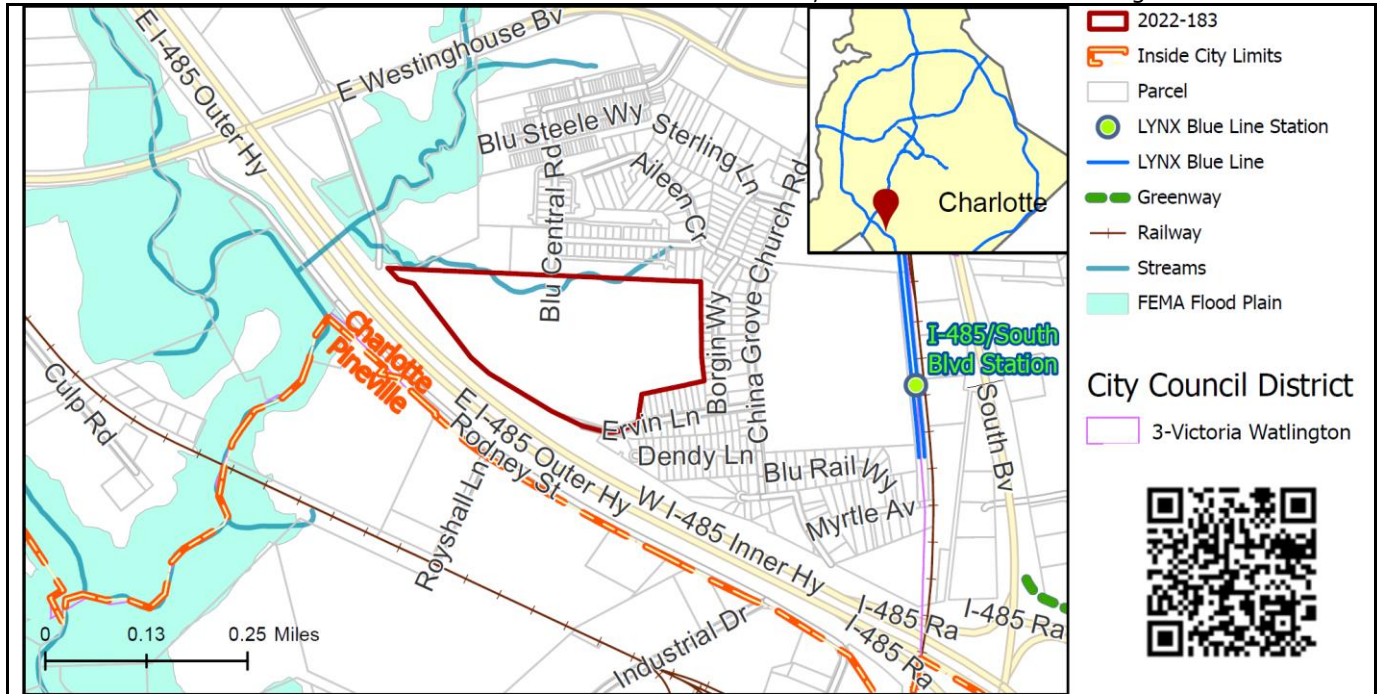 E I-485 Outer Hy
E Westinghouse Bv
Blu Steele Wy
Sterling Ln
Aileen Cr
Blu Central Rd
China Grove Church Rd
Borgin Wy
Charlotte
Pineville
Culp Rd
Ervin Ln
Dendy Ln
Blu Rail Wy
Myrtle Av
E I-485 Outer Hy
Rodney St
Royshall Ln
W I-485 Inner Hy
I-485 Ra
I-485 Ra
I-485 Ra
Industrial Dr
South Bv
I-485/South
Blvd Station
0 0.13 0.25 Miles
Charlotte
2022-183
Inside City Limits
Parcel
LYNX Blue Line Station
LYNX Blue Line
Greenway
Railway
Streams
FEMA Flood Plain
City Council District
3-Victoria Watlington